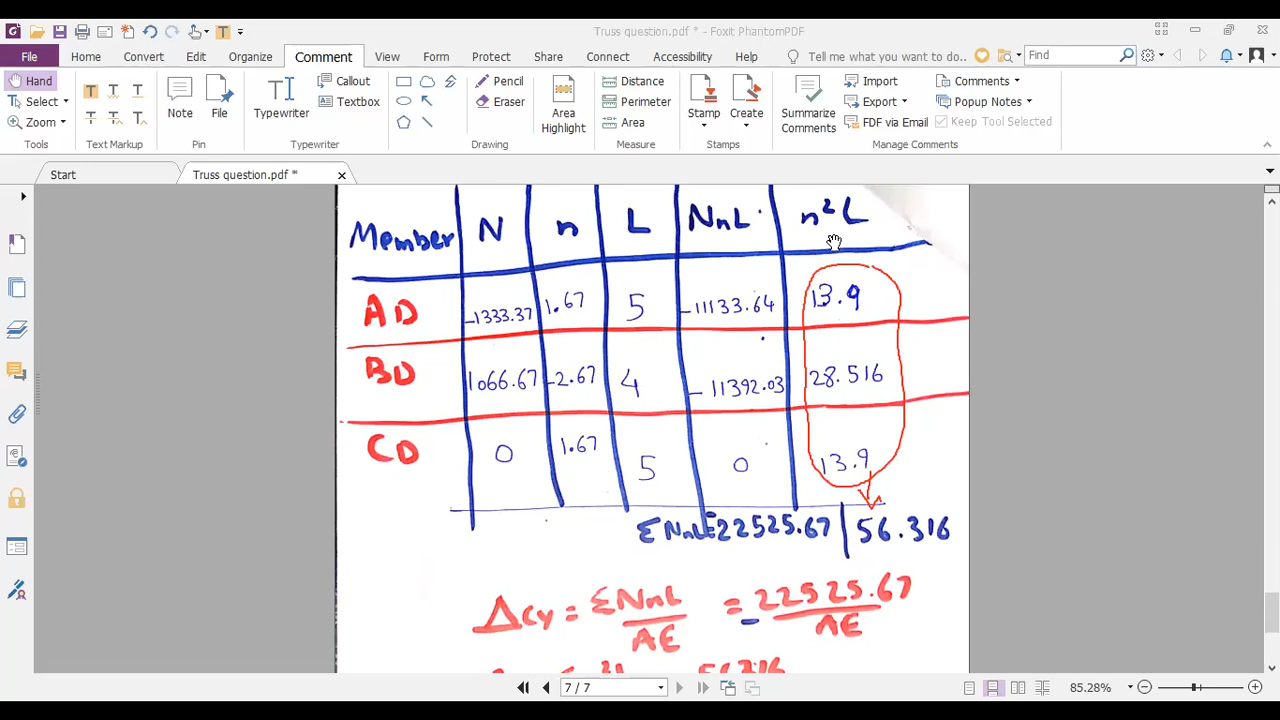 Truss question.pdf * - Foxit PhantomPDF
File Home Convert Edit Organize Comment View Form Protect Share Connect Accessibility Help Tell me what you want to do... Find
Hand Select Zoom
Note File Typewriter Callout Textbox Pencil Eraser Area Highlight Distance Perimeter Area Stamp Create Summarize Comments Import Export FDF via Email Comments Popup Notes Keep Tool Selected
Tools Text Markup Pin Typewriter Drawing Measure Stamps Manage Comments
Start Truss question.pdf *
Member N n L NnL n²L
AD -1333.37 1.67 5 -11133.64 13.9
BD 1066.67 -2.67 4 -11392.03 28.516
CD 0 1.67 5 0 13.9
ΣNnL=-22525.67 | 56.316
ΔCy = ΣNnL/AE = -22525.67/AE
7 / 7 85.28%